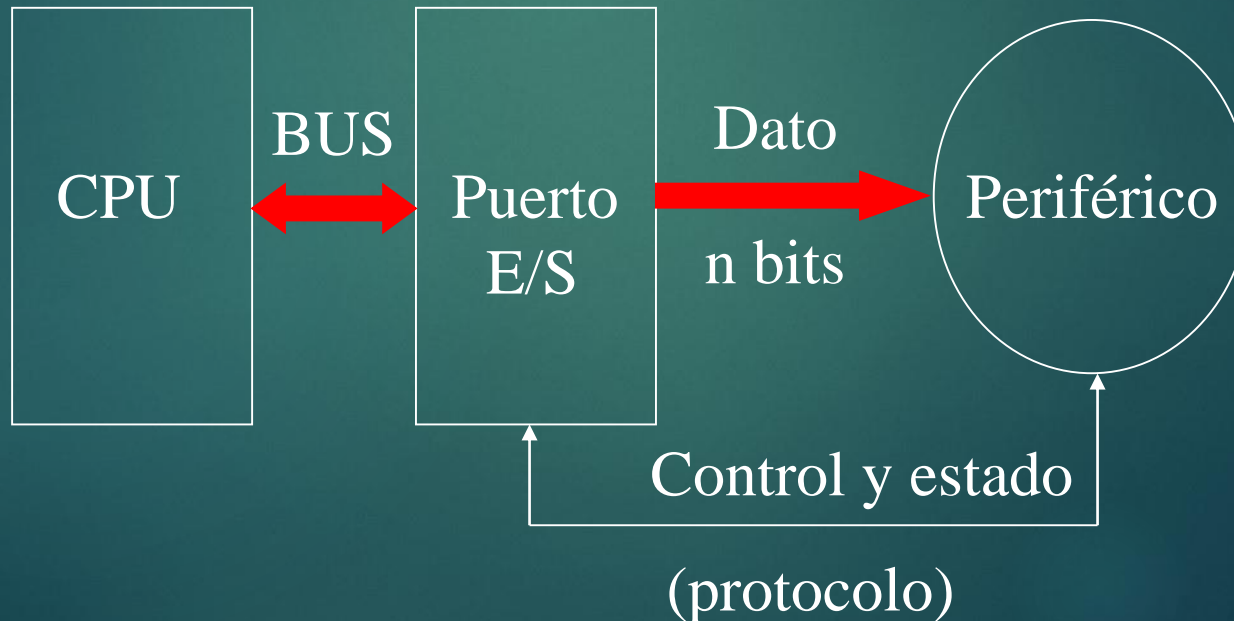 CPU
BUS
Puerto
E/S
Dato
n bits
Periférico
Control y estado
(protocolo)